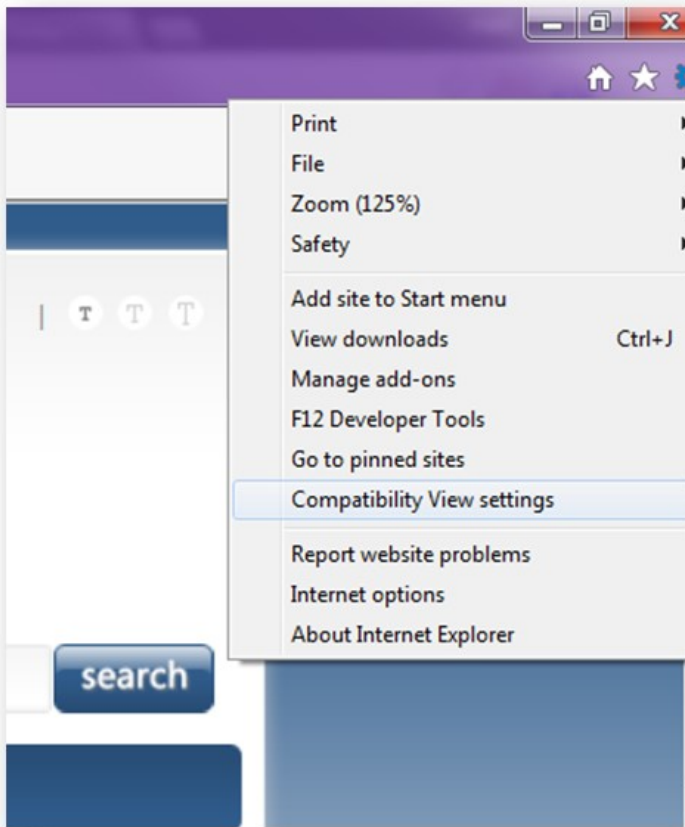 Print
File
Zoom (125%)
Safety
| T T T
Add site to Start menu
View downloads Ctrl+J
Manage add-ons
F12 Developer Tools
Go to pinned sites
Compatibility View settings
Report website problems
Internet options
About Internet Explorer
search